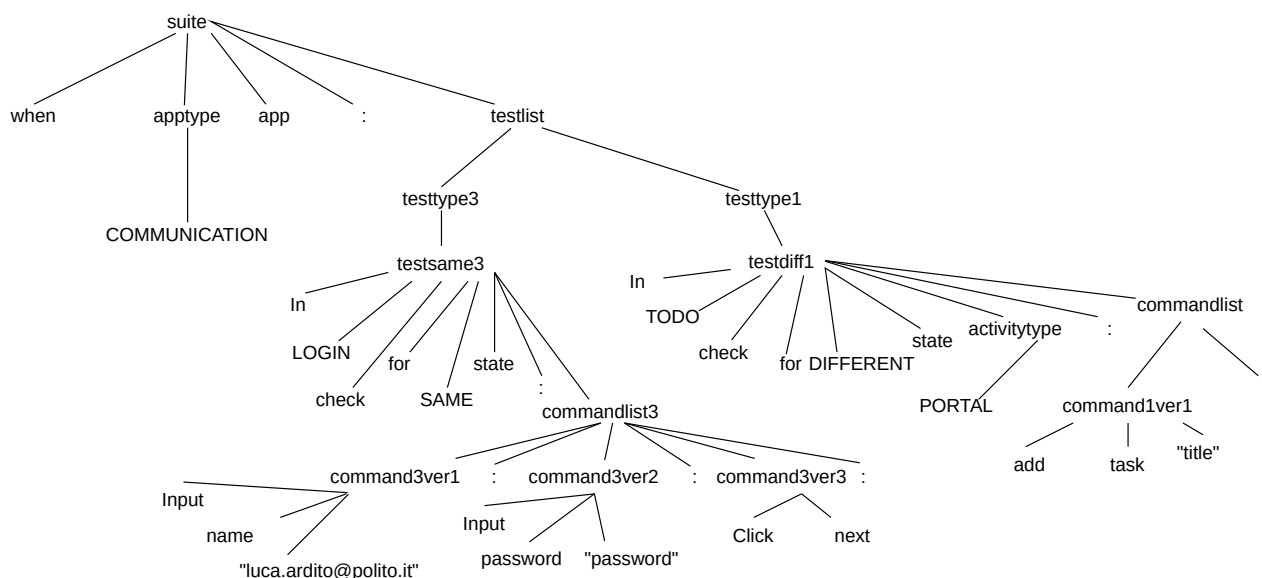 suite
when apptype app : testlist
testtype3 testtype1
COMMUNICATION
testsame3 testdiff1
In
In
commandlist
TODO
activitytype :
state
LOGIN check
for state for DIFFERENT
:
check SAME PORTAL command1ver1
commandlist3
"title"
add task
command3ver1 : command3ver2 : command3ver3 :
Input
Input
name Click next
password "password"
"luca.ardito@polito.it"